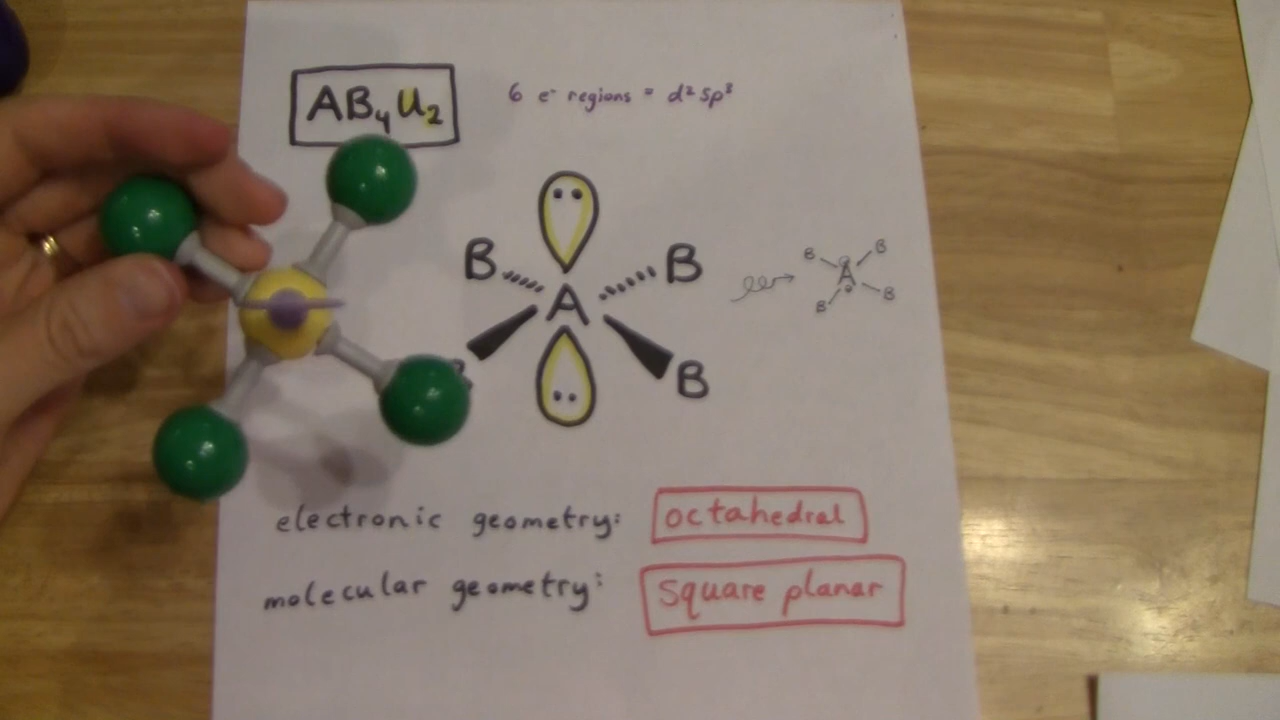 AB₄U₂
6 e⁻ regions = d²sp³
B B
A
B
B B
A
B B
electronic geometry: octahedral
molecular geometry: square planar